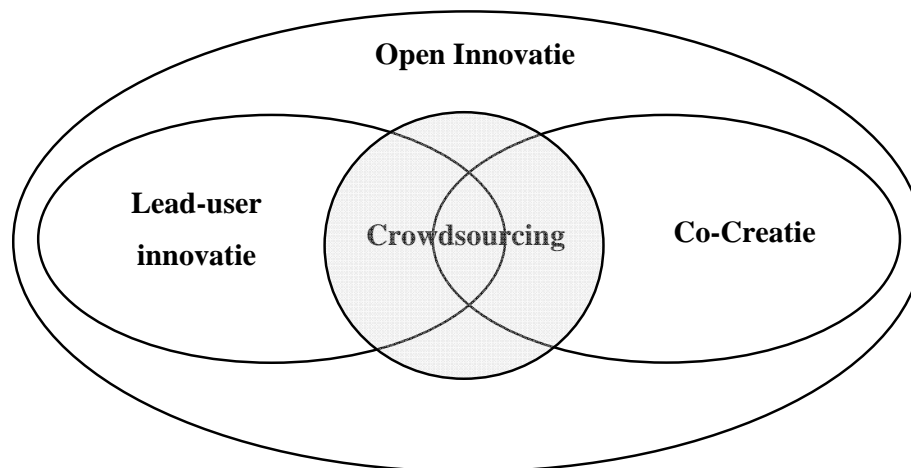 Open Innovatie
Lead-user
innovatie
Crowdsourcing
Co-Creatie